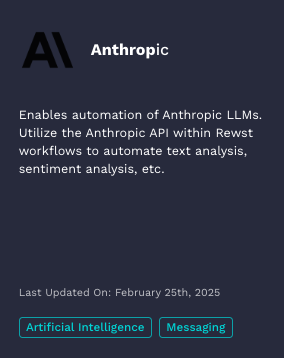 A\
Anthropic
Enables automation of Anthropic LLMs.
Utilize the Anthropic API within Rewst
workflows to automate text analysis,
sentiment analysis, etc.
Last Updated On: February 25th, 2025
Artificial Intelligence
Messaging